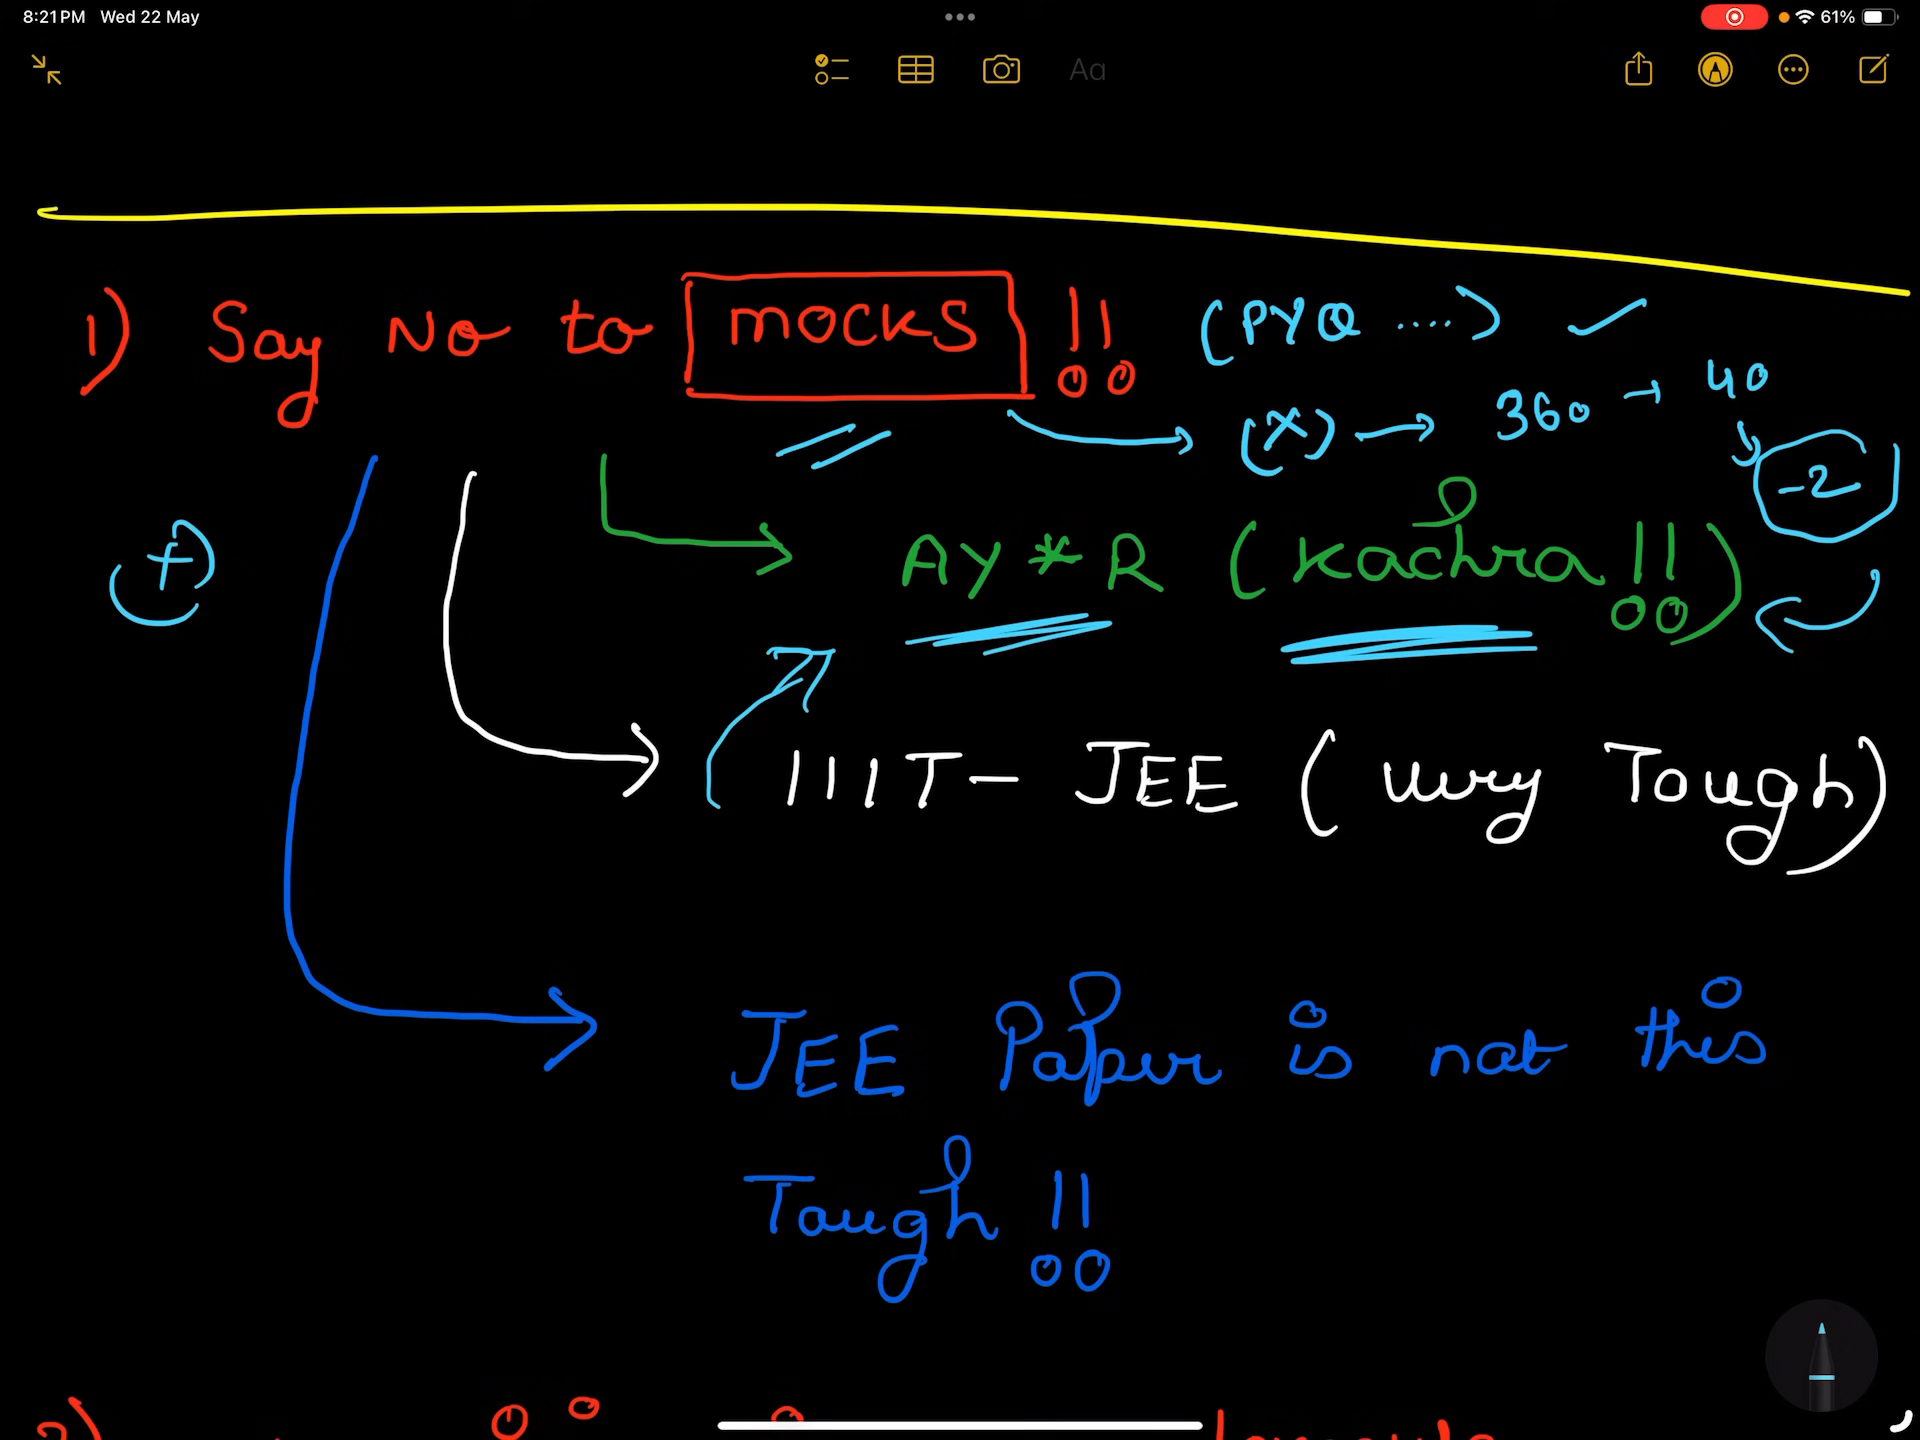 8:21 PM Wed 22 May
61%
Aa
1) Say No to mocks !! (PYQ ....) ✓
(X) → 360 → 40
-2
(+)
AY*R (Kachra !!)
IIIT- JEE (Very Tough)
JEE Paper is not this
Tough !!